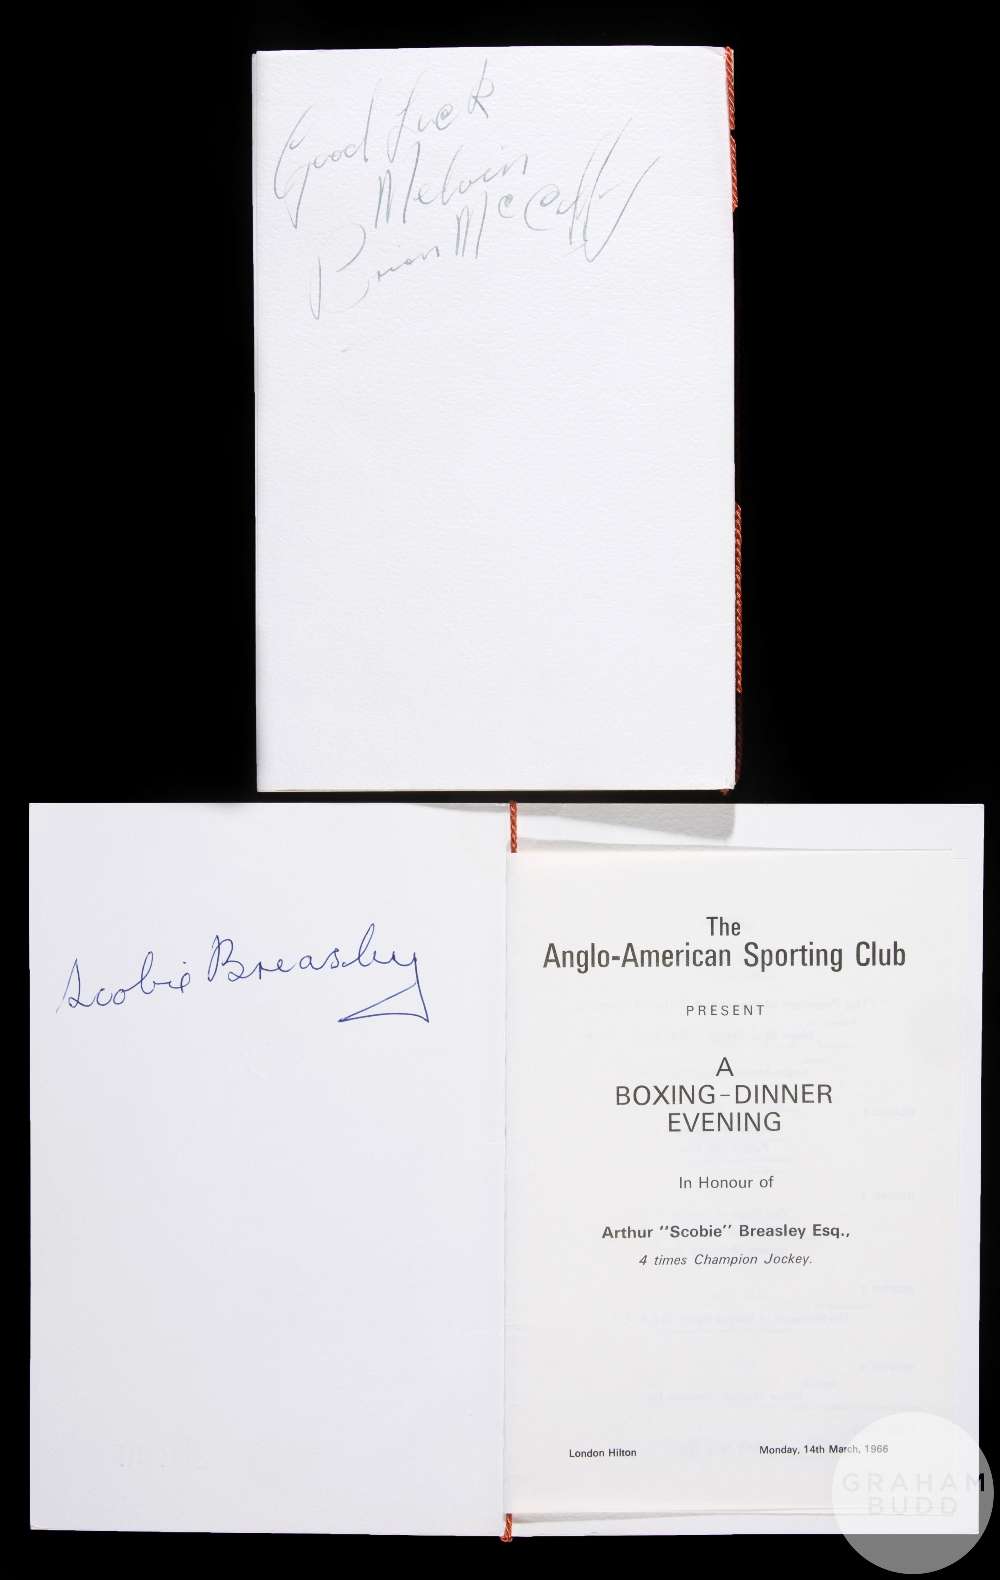 Good Luck
Melvin
Brian McCaffrey
Scobie Breasley
The
Anglo-American Sporting Club
PRESENT
A
BOXING-DINNER
EVENING
In Honour of
Arthur "Scobie" Breasley Esq.,
4 times Champion Jockey.
London Hilton
Monday, 14th March, 1966
GRAHAM
BUDD